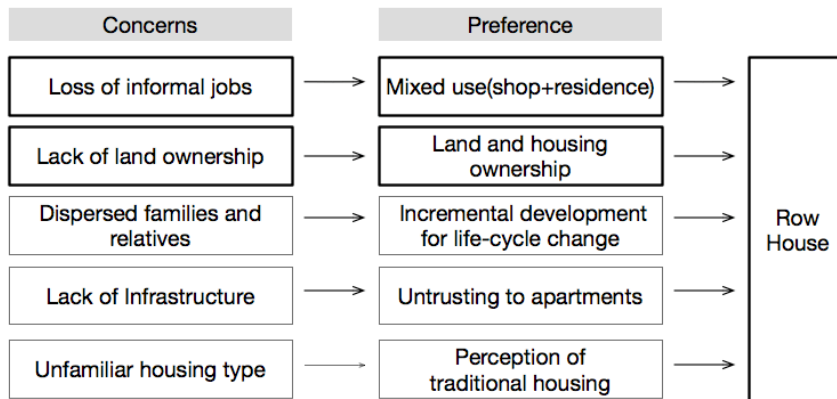 Concerns
Preference
Loss of informal jobs
Mixed use(shop+residence)
Lack of land ownership
Land and housing
ownership
Dispersed families and
relatives
Incremental development
for life-cycle change
Row
House
Lack of Infrastructure
Untrusting to apartments
Unfamiliar housing type
Perception of
traditional housing